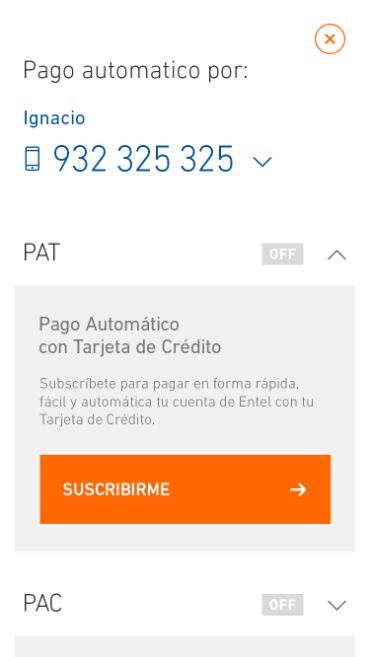 Pago automatico por:
Ignacio
932 325 325
PAT OFF
Pago Automático
con Tarjeta de Crédito
Subscríbete para pagar en forma rápida,
fácil y automática tu cuenta de Entel con tu
Tarjeta de Crédito.
SUSCRIBIRME
PAC OFF